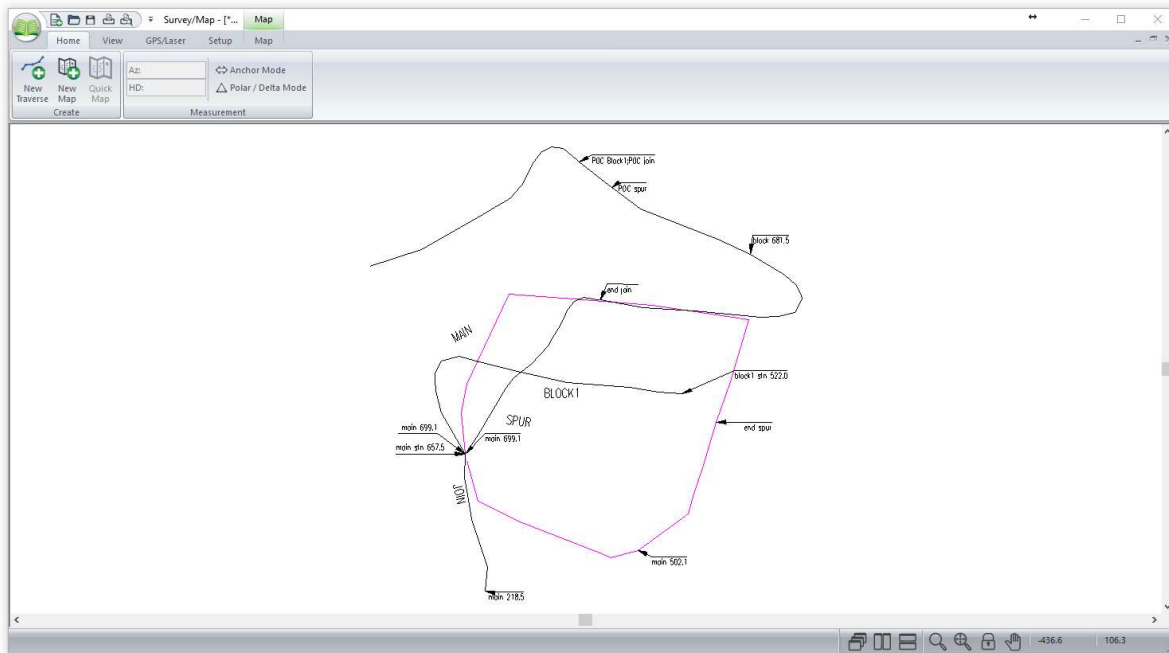 Survey/Map - [*...
Map
Home
View
GPS/Laser
Setup
Map
New Traverse
New Map
Quick Map
Create
Az:
HD:
Anchor Mode
Polar / Delta Mode
Measurement
POC Block1;POC join
POC spur
block 681.5
end join
MAIN
block1 stn 522.0
BLOCK1
SPUR
main 699.1
main 699.1
end spur
main stn 657.5
JOIN
main 502.1
main 218.5
-436.6
106.3